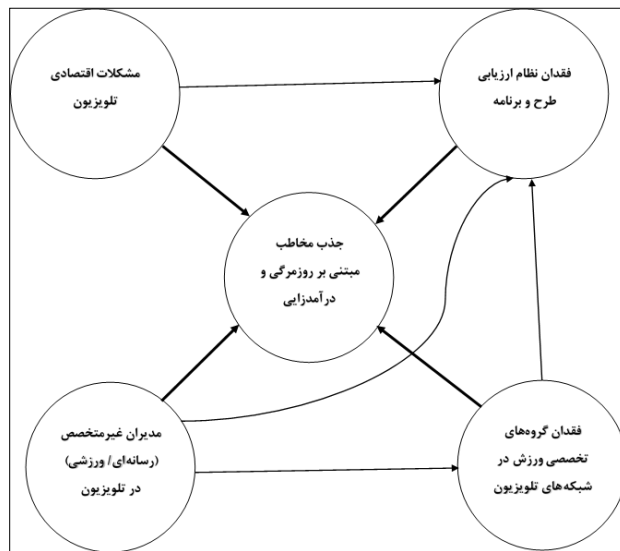 فقدان نظام ارزیابی
طرح و برنامه
مشکلات اقتصادی
تلویزیون
جذب مخاطب
مبتنی بر روزمرگی و
درآمدزایی
فقدان گروه‌های
تخصصی ورزش در
شبکه‌های تلویزیون
مدیران غیرمتخصص
(رسانه‌ای/ ورزشی)
در تلویزیون